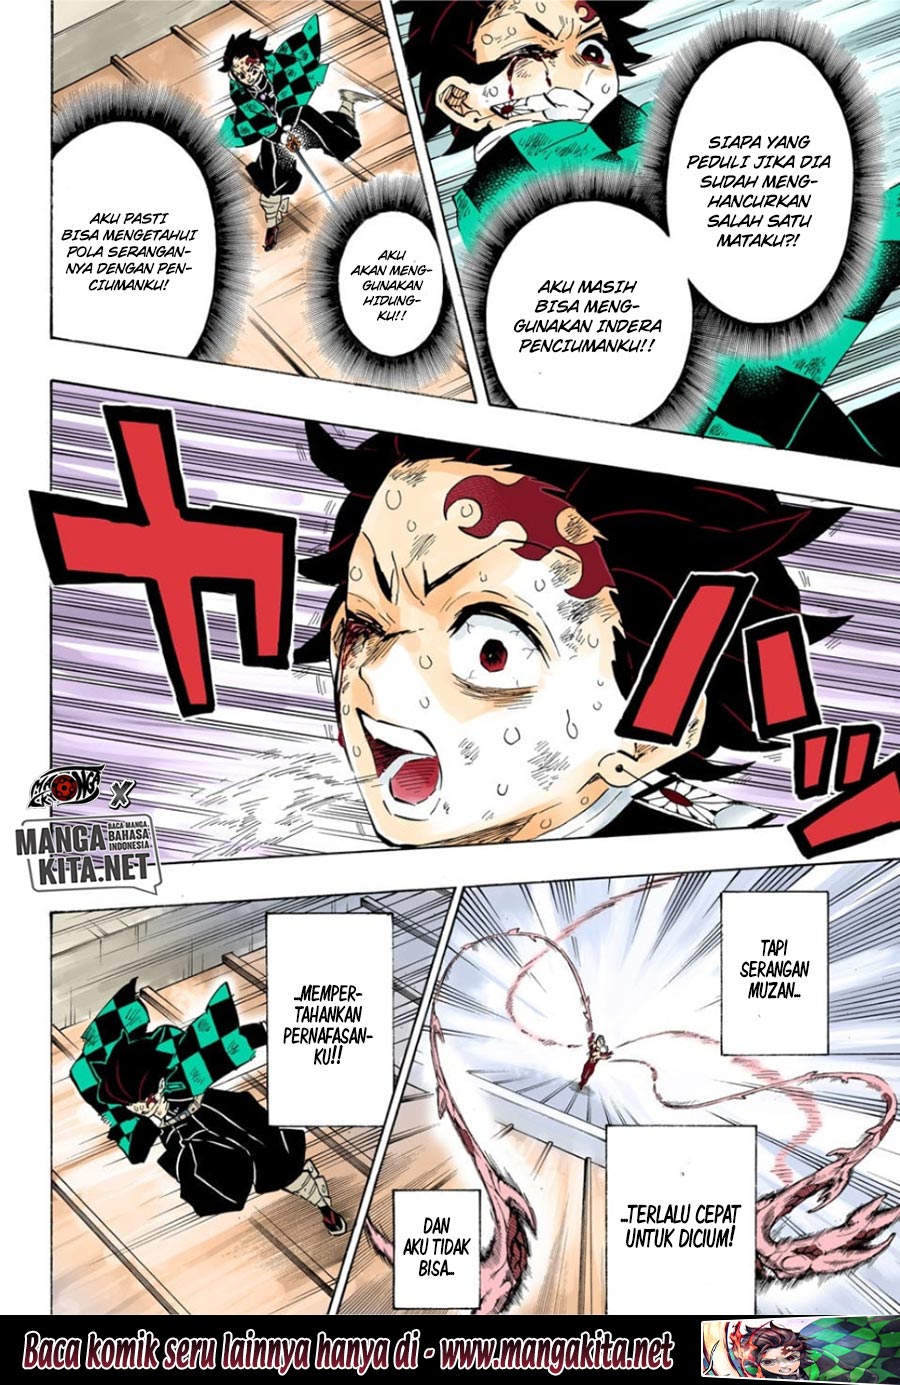 SIAPA YANG
PEDULI JIKA DIA
SUDAH MENG-
HANCURKAN
SALAH SATU
MATAKU?!
AKU MASIH
BISA MENG-
GUNAKAN INDERA
PENCIUMANKU!!
AKU
AKAN MENG-
GUNAKAN
HIDUNG-
KU!!
AKU PASTI
BISA MENGETAHUI
POLA SERANGAN-
NYA DENGAN PEN-
CIUMANKU!
カハッ
X
MANGA
KITA.NET
BACA MANGA
BAHASA
INDONESIA
TAPI
SERANGAN
MUZAN...
...TERLALU CEPAT
UNTUK DICIUM!
DAN
AKU TIDAK
BISA...
...MEMPER-
TAHANKAN
PERNAFASAN-
KU!!
Baca komik seru lainnya hanya di - www.mangakita.net